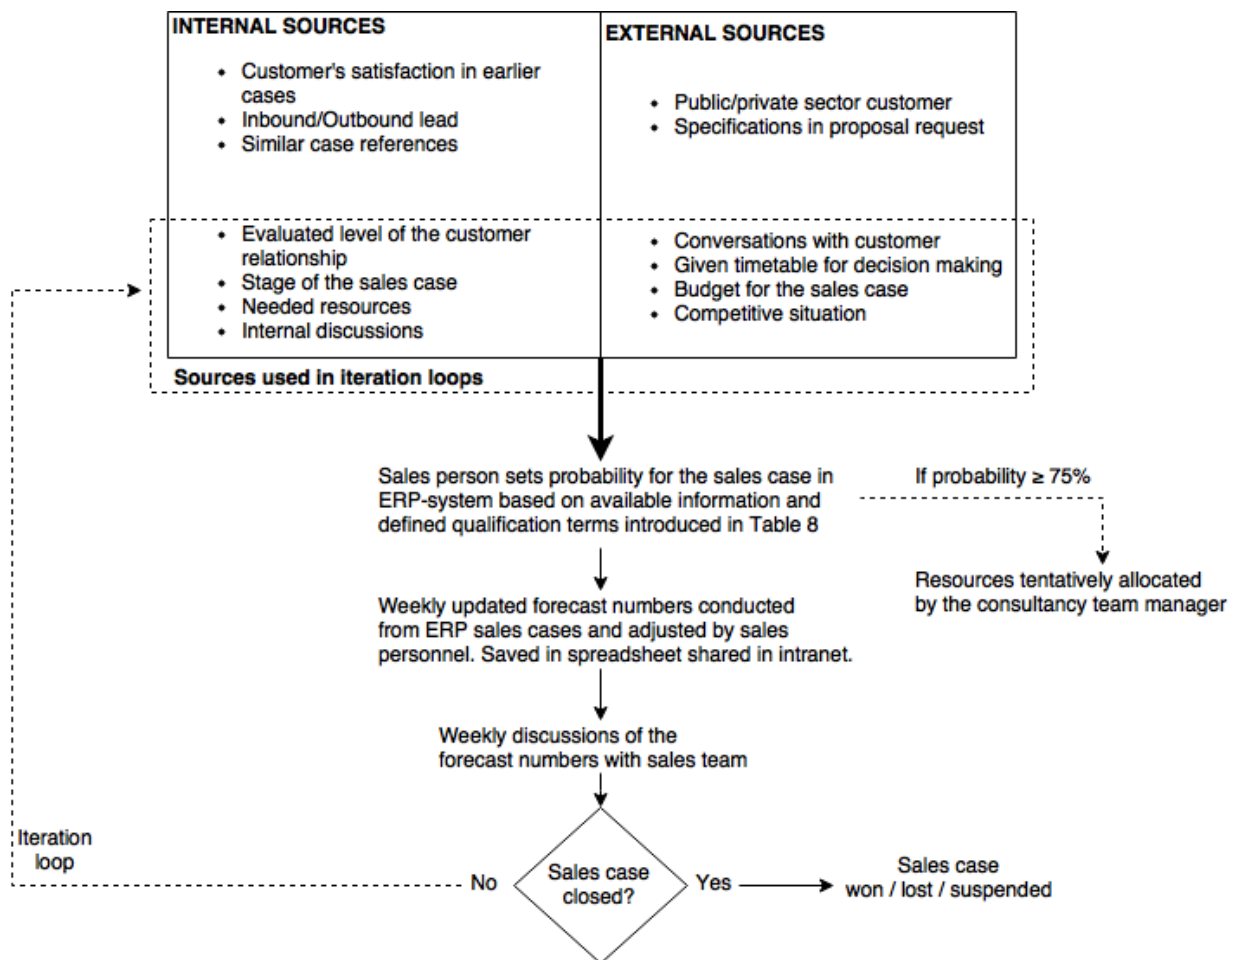 INTERNAL SOURCES
• Customer's satisfaction in earlier
cases
• Inbound/Outbound lead
• Similar case references
EXTERNAL SOURCES
• Public/private sector customer
• Specifications in proposal request
• Evaluated level of the customer
relationship
• Stage of the sales case
• Needed resources
• Internal discussions
• Conversations with customer
• Given timetable for decision making
• Budget for the sales case
• Competitive situation
Sources used in iteration loops
Sales person sets probability for the sales case in
ERP-system based on available information and
defined qualification terms introduced in Table 8
If probability ≥ 75%
Resources tentatively allocated
by the consultancy team manager
Weekly updated forecast numbers conducted
from ERP sales cases and adjusted by sales
personnel. Saved in spreadsheet shared in intranet.
Weekly discussions of the
forecast numbers with sales team
Iteration
loop
No
Sales case
closed?
Yes
Sales case
won / lost / suspended